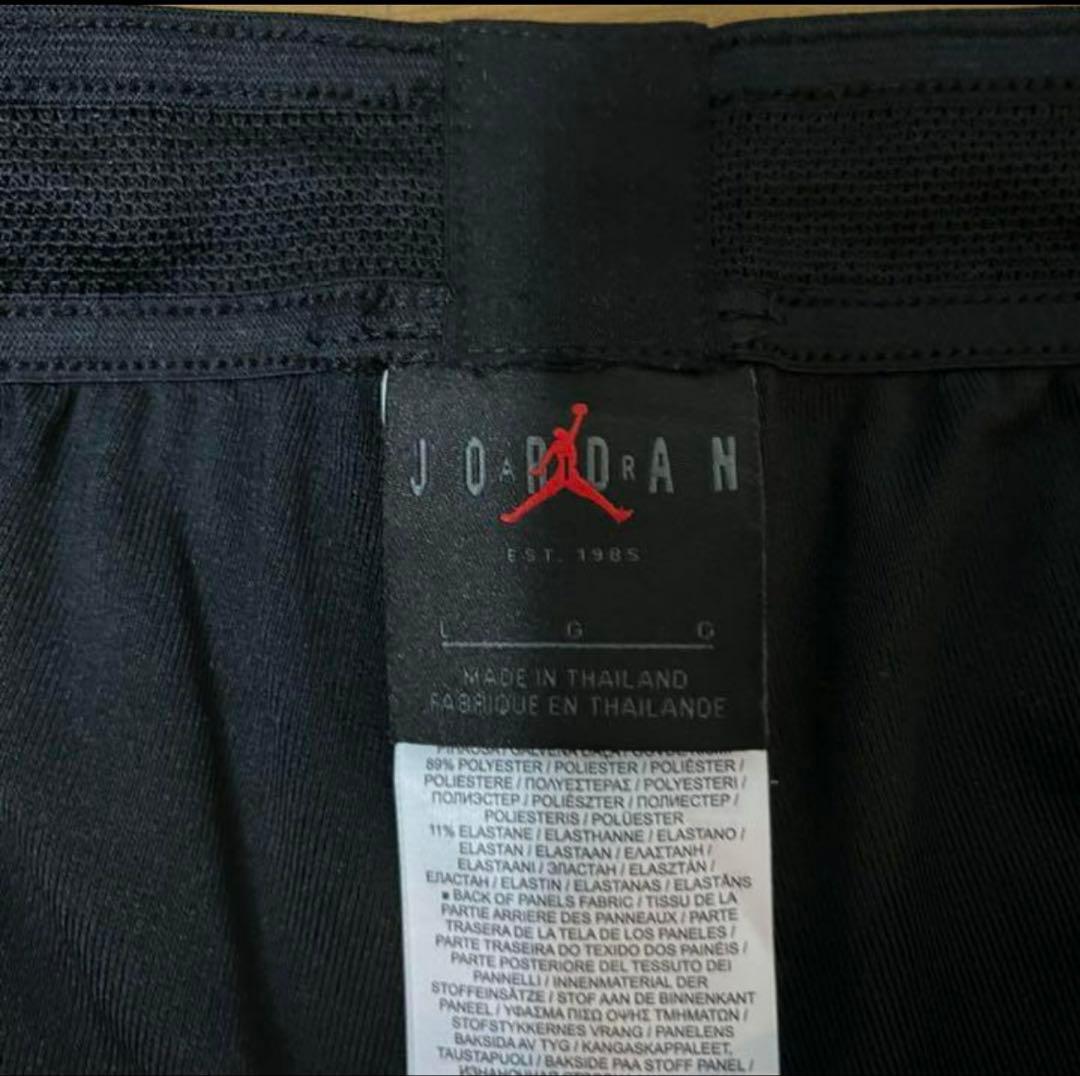 JORDAN
AIR
EST. 1985
L G G
MADE IN THAILAND
FABRIQUE EN THAILANDE
89% POLYESTER / POLIESTER / POLIÉSTER /
POLIESTERE / ΠΟΛΥΕΣΤΕΡΑΣ / POLYESTERI /
ПОЛИЭСТЕР / POLIÉSZTER / ПОЛИЕСТЕР /
POLIESTERIS / POLÜESTER
11% ELASTANE / ELASTHANNE / ELASTANO /
ELASTAN / ELASTAAN / ΕΛΑΣΤΑΝΗ /
ELASTAANI / ЭЛАСТАН / ELASZTÁN /
ЕЛАСТАН / ELASTIN / ELASTANAS / ELASTĀNS
■ BACK OF PANELS FABRIC / TISSU DE LA
PARTIE ARRIERE DES PANNEAUX / PARTE
TRASERA DE LA TELA DE LOS PANELES /
PARTE TRASEIRA DO TEXIDO DOS PAINÉIS /
PARTE POSTERIORE DEL TESSUTO DEI
PANNELLI / INNENMATERIAL DER
STOFFEINSÄTZE / STOF AAN DE BINNENKANT
PANEEL / ΥΦΑΣΜΑ ΠΙΣΩ ΟΨΗΣ ΤΜΗΜΑΤΩΝ /
STOFSTYKKERNES VRANG / PANELENS
BAKSIDA AV TYG / KANGASKAPPALEET,
TAUSTAPUOLI / BAKSIDE PAA STOFF PANEL /